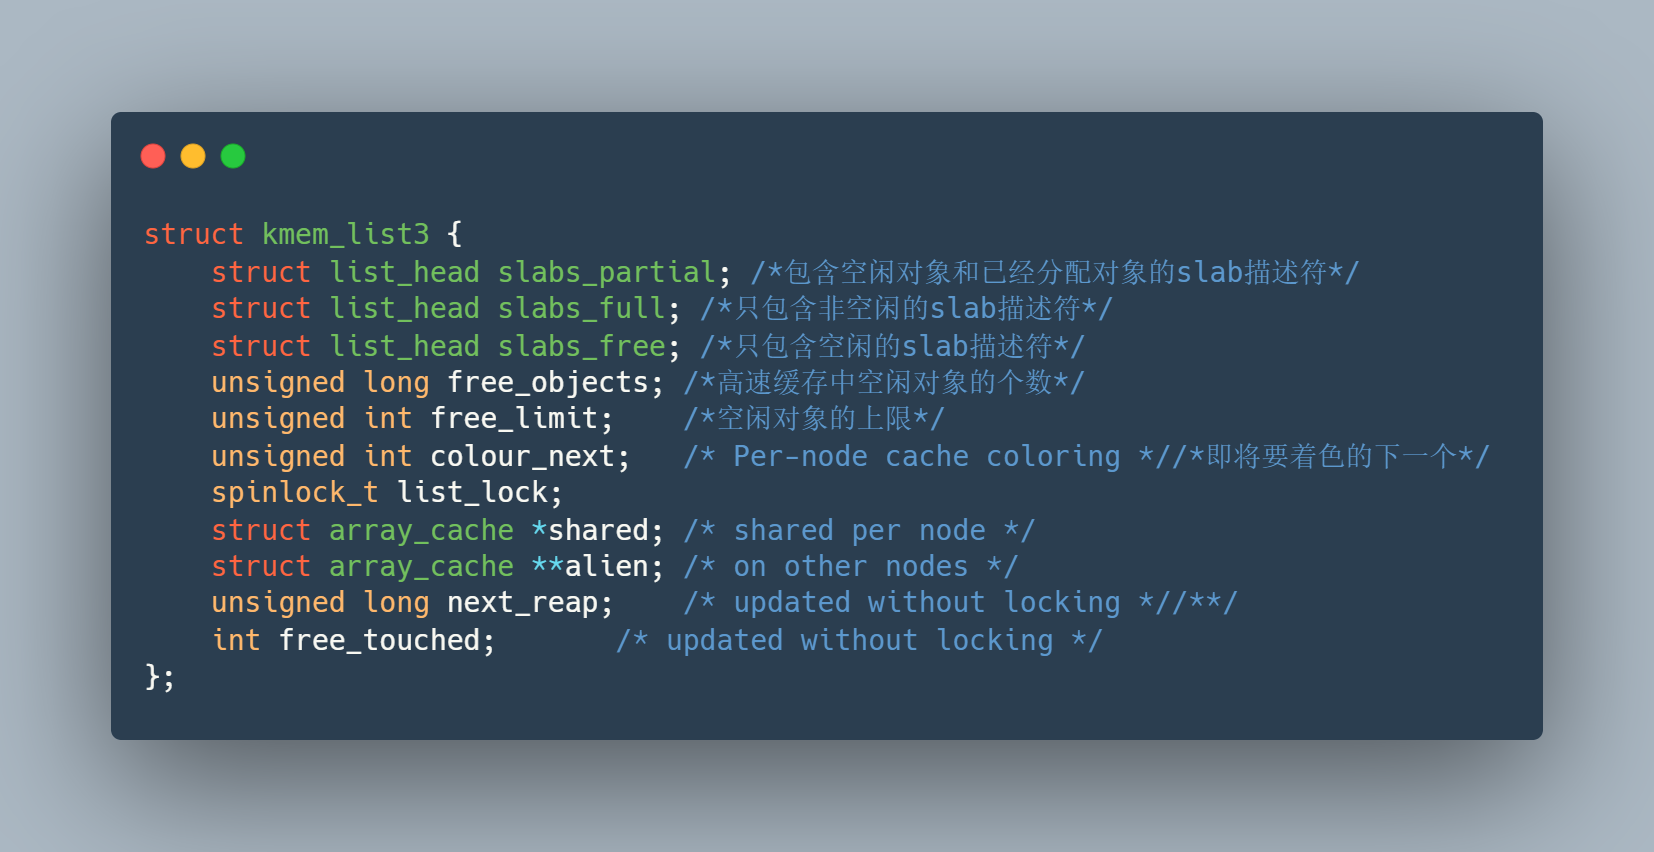 struct kmem_list3 {
    struct list_head slabs_partial; /*包含空闲对象和已经分配对象的slab描述符*/
    struct list_head slabs_full; /*只包含非空闲的slab描述符*/
    struct list_head slabs_free; /*只包含空闲的slab描述符*/
    unsigned long free_objects; /*高速缓存中空闲对象的个数*/
    unsigned int free_limit;    /*空闲对象的上限*/
    unsigned int colour_next;   /* Per-node cache coloring *//*即将要着色的下一个*/
    spinlock_t list_lock;
    struct array_cache *shared; /* shared per node */
    struct array_cache **alien; /* on other nodes */
    unsigned long next_reap;    /* updated without locking *//**/
    int free_touched;       /* updated without locking */
};